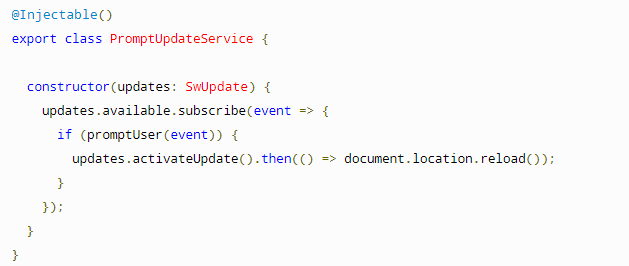 @Injectable()
export class PromptUpdateService {
  constructor(updates: SwUpdate) {
    updates.available.subscribe(event => {
      if (promptUser(event)) {
        updates.activateUpdate().then(() => document.location.reload());
      }
    });
  }
}